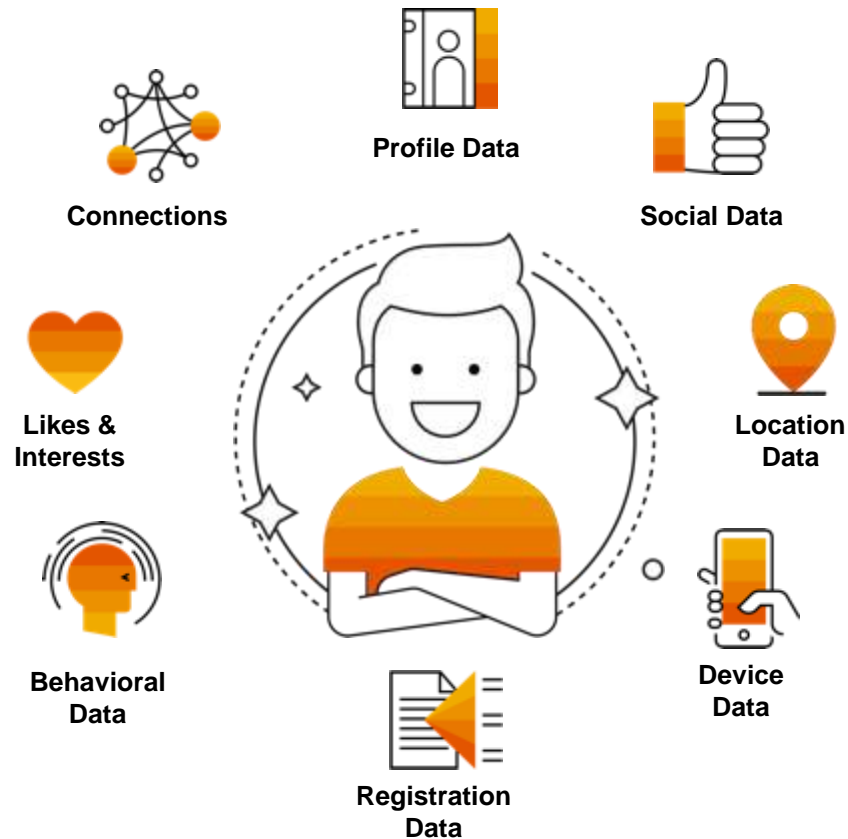 Profile Data
Connections
Social Data
Likes &
Interests
Location
Data
Behavioral
Data
Device
Data
Registration
Data